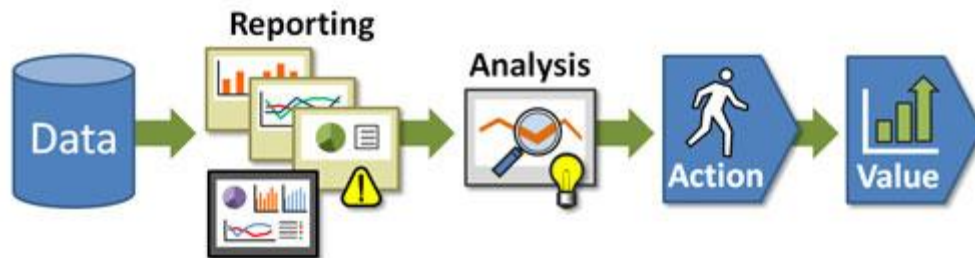 Reporting
Analysis
Data
Action
Value